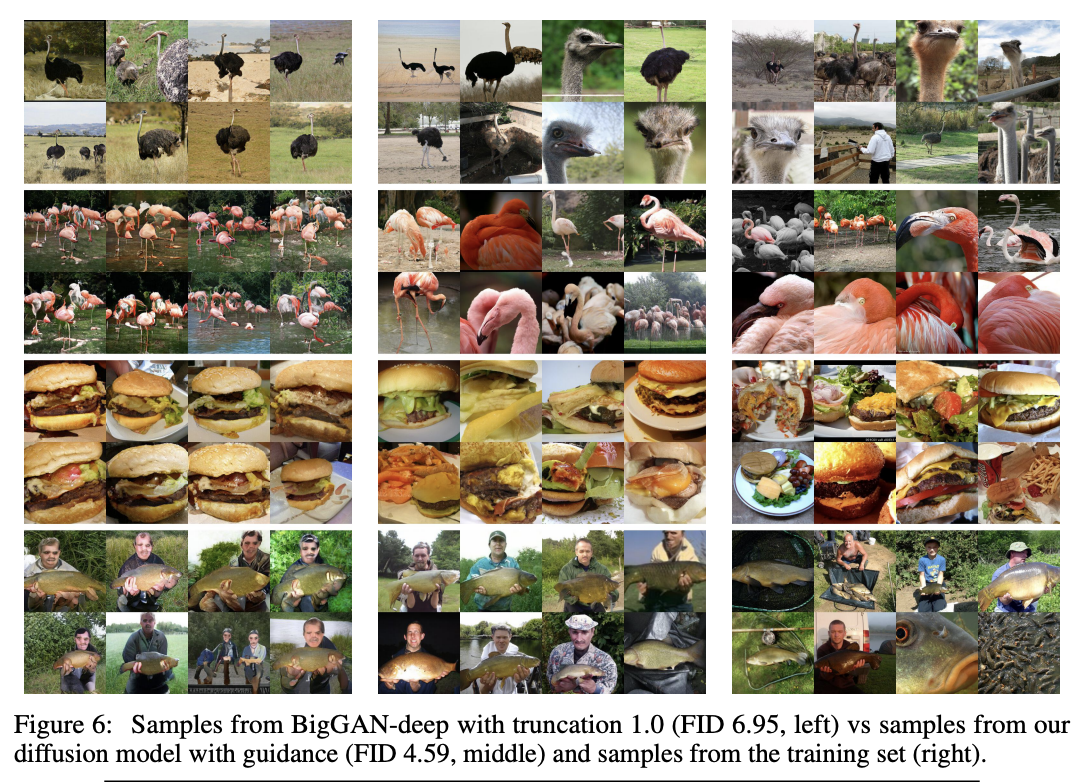 Figure 6: Samples from BigGAN-deep with truncation 1.0 (FID 6.95, left) vs samples from our
diffusion model with guidance (FID 4.59, middle) and samples from the training set (right).